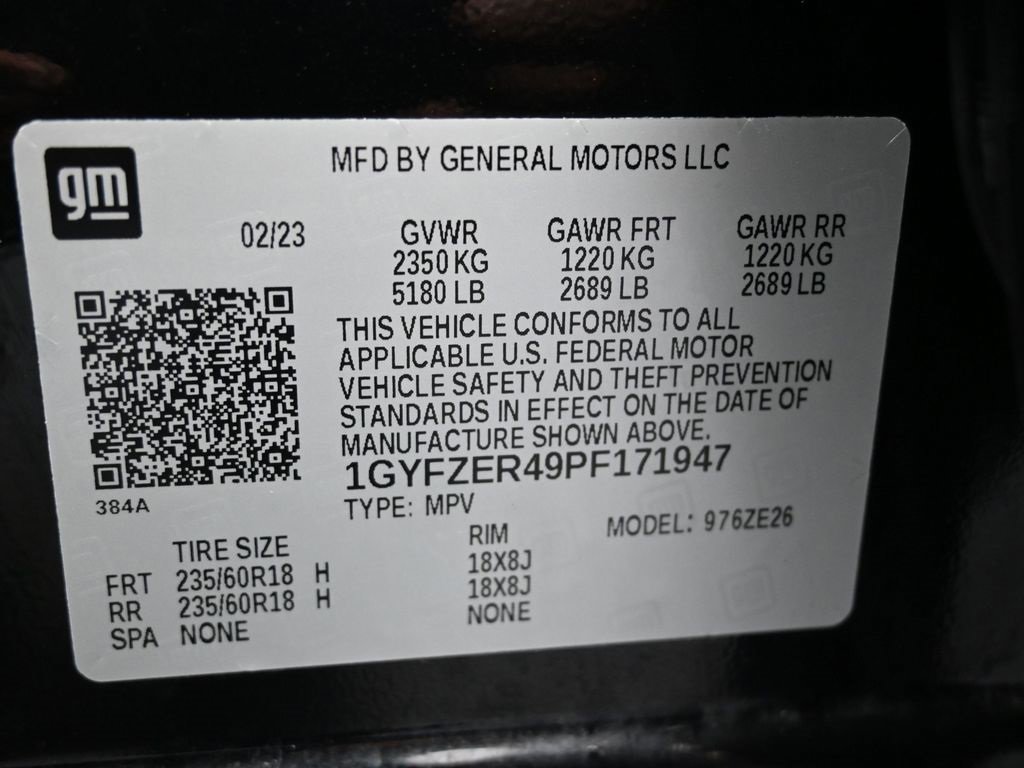 gm
MFD BY GENERAL MOTORS LLC
02/23 GVWR GAWR FRT GAWR RR
2350 KG 1220 KG 1220 KG
5180 LB 2689 LB 2689 LB
THIS VEHICLE CONFORMS TO ALL
APPLICABLE U.S. FEDERAL MOTOR
VEHICLE SAFETY AND THEFT PREVENTION
STANDARDS IN EFFECT ON THE DATE OF
MANUFACTURE SHOWN ABOVE.
1GYFZER49PF171947
384A
TYPE: MPV MODEL: 976ZE26
TIRE SIZE RIM
FRT 235/60R18 H 18X8J
RR 235/60R18 H 18X8J
SPA NONE NONE